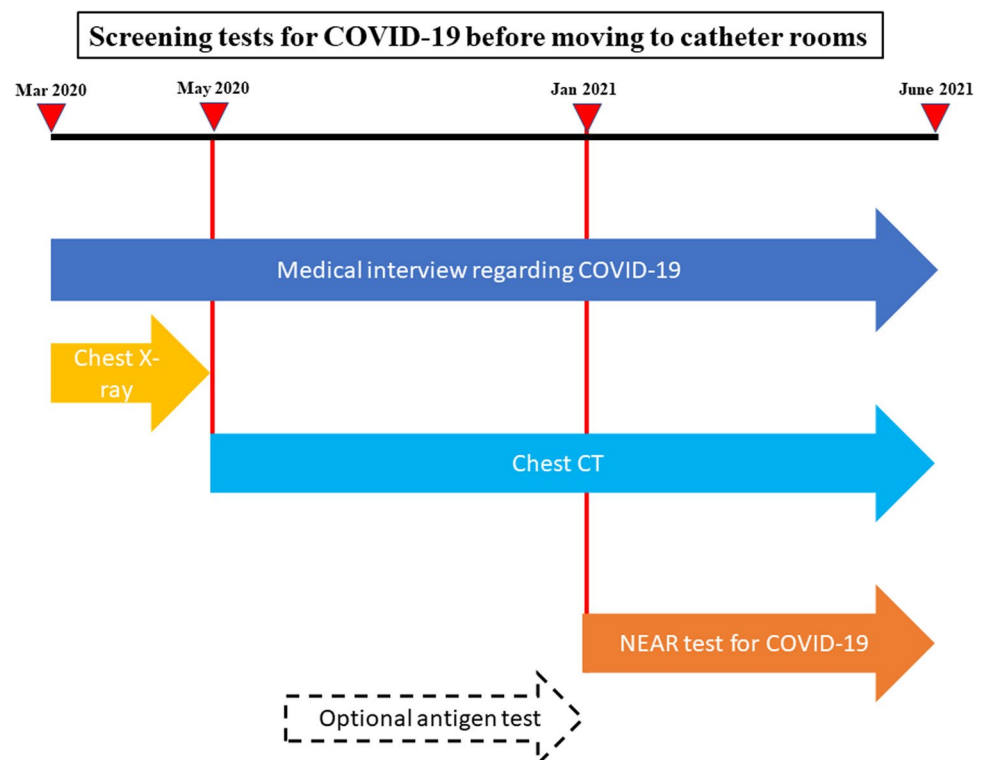 Screening tests for COVID-19 before moving to catheter rooms
Mar 2020
May 2020
Jan 2021
June 2021
Medical interview regarding COVID-19
Chest X-
ray
Chest CT
NEAR test for COVID-19
Optional antigen test